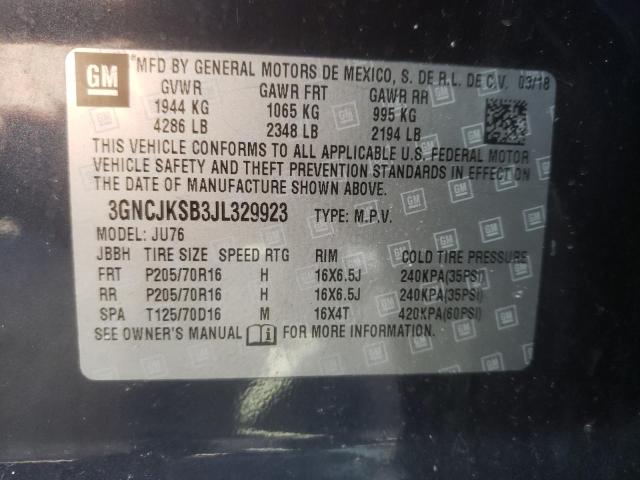 GM
*MFD BY GENERAL MOTORS DE MEXICO, S. DE R.L. DE C.V. 03/18
GVWR GAWR FRT GAWR RR
1944 KG 1065 KG 995 KG
4286 LB 2348 LB 2194 LB
THIS VEHICLE CONFORMS TO ALL APPLICABLE U.S. FEDERAL MOTOR
VEHICLE SAFETY AND THEFT PREVENTION STANDARDS IN EFFECT ON
THE DATE OF MANUFACTURE SHOWN ABOVE.
3GNCJKSB3JL329923 TYPE: M.P.V.
MODEL: JU76
JBBH TIRE SIZE SPEED RTG RIM COLD TIRE PRESSURE
FRT P205/70R16 H 16X6.5J 240KPA(35PSI)
RR P205/70R16 H 16X6.5J 240KPA(35PSI)
SPA T125/70D16 M 16X4T 420KPA(60PSI)
SEE OWNER'S MANUAL FOR MORE INFORMATION.